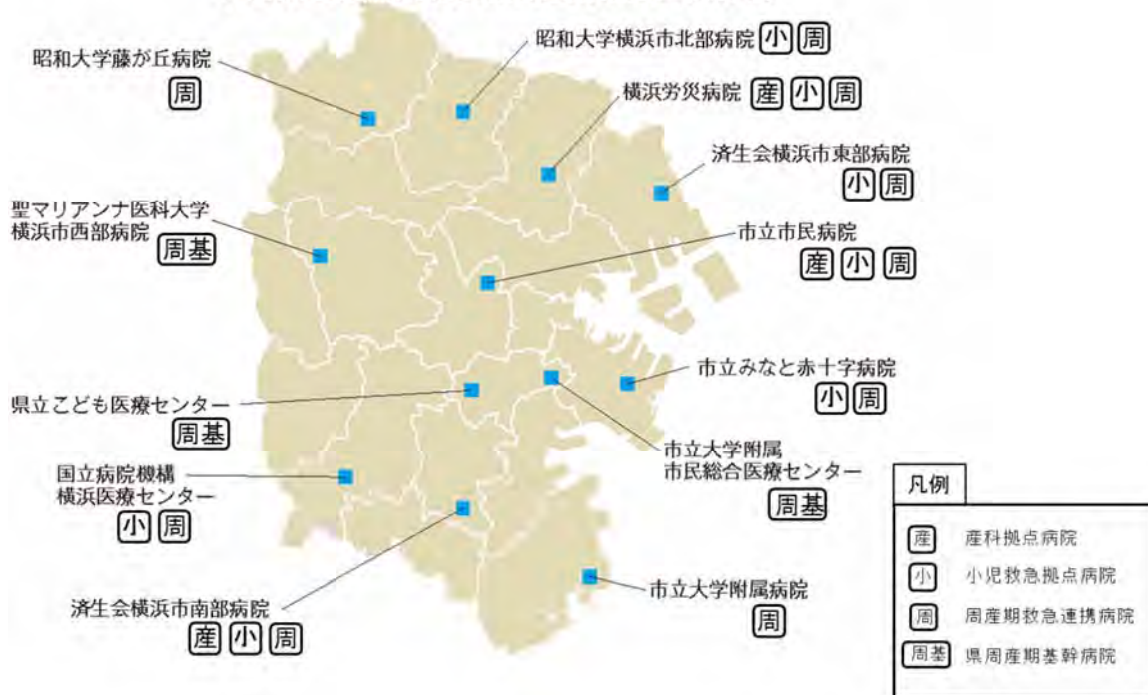 昭和大学横浜市北部病院 小 周
昭和大学藤が丘病院
周
横浜労災病院 産 小 周
済生会横浜市東部病院
小 周
聖マリアンナ医科大学
横浜市西部病院 周基
市立市民病院
産 小 周
市立みなと赤十字病院
小 周
県立こども医療センター
周基
市立大学附属
市民総合医療センター
周基
国立病院機構
横浜医療センター
小 周
済生会横浜市南部病院
産 小 周
市立大学附属病院
周
凡例
産 産科拠点病院
小 小児救急拠点病院
周 周産期救急連携病院
周基 県周産期基幹病院